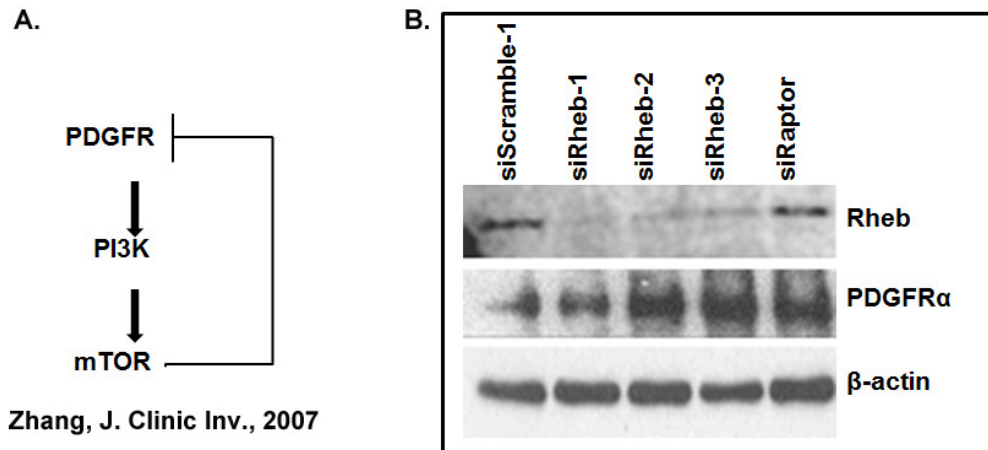 A.
PDGFR
PI3K
mTOR
Zhang, J. Clinic Inv., 2007
B.
siScramble-1
siRheb-1
siRheb-2
siRheb-3
siRaptor
Rheb
PDGFRα
β-actin